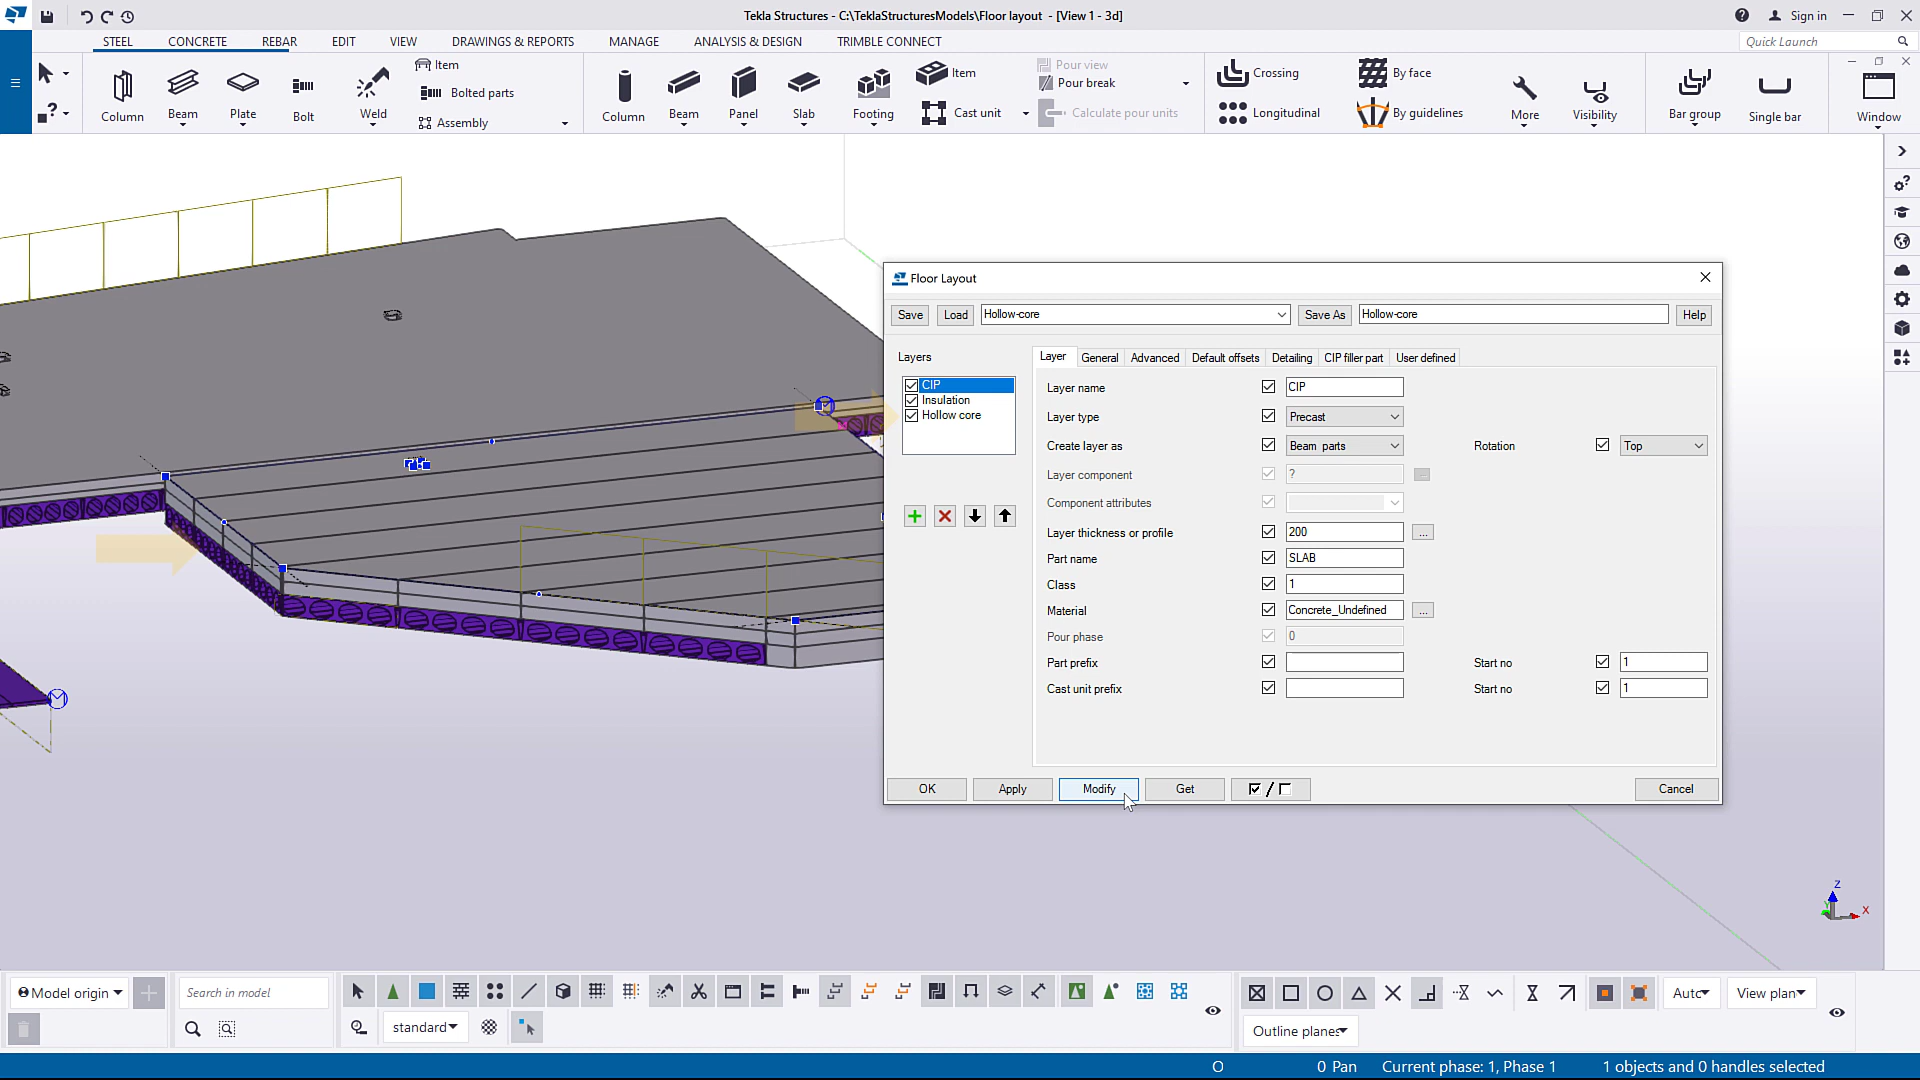 Tekla Structures - C:\TeklaStructuresModels\Floor layout - [View 1 - 3d]
Sign in
STEEL CONCRETE REBAR EDIT VIEW DRAWINGS & REPORTS MANAGE ANALYSIS & DESIGN TRIMBLE CONNECT
Quick Launch
Column Beam Plate Bolt Weld
Item
Bolted parts
Assembly
Column Beam Panel Slab Footing
Item
Cast unit
Pour view
Pour break
Calculate pour units
Crossing
Longitudinal
By face
By guidelines
More Visibility Bar group Single bar Window
Floor Layout
Save Load Hollow-core Save As Hollow-core Help
Layers
CIP
Insulation
Hollow core
Layer General Advanced Default offsets Detailing CIP filler part User defined
Layer name CIP
Layer type Precast
Create layer as Beam parts Rotation Top
Layer component ? ...
Component attributes
Layer thickness or profile 200 ...
Part name SLAB
Class 1
Material Concrete_Undefined ...
Pour phase 0
Part prefix Start no 1
Cast unit prefix Start no 1
OK Apply Modify Get / Cancel
Z
Y
X
Model origin
Search in model
standard
Auto
View plan
Outline planes
O 0 Pan Current phase: 1, Phase 1 1 objects and 0 handles selected